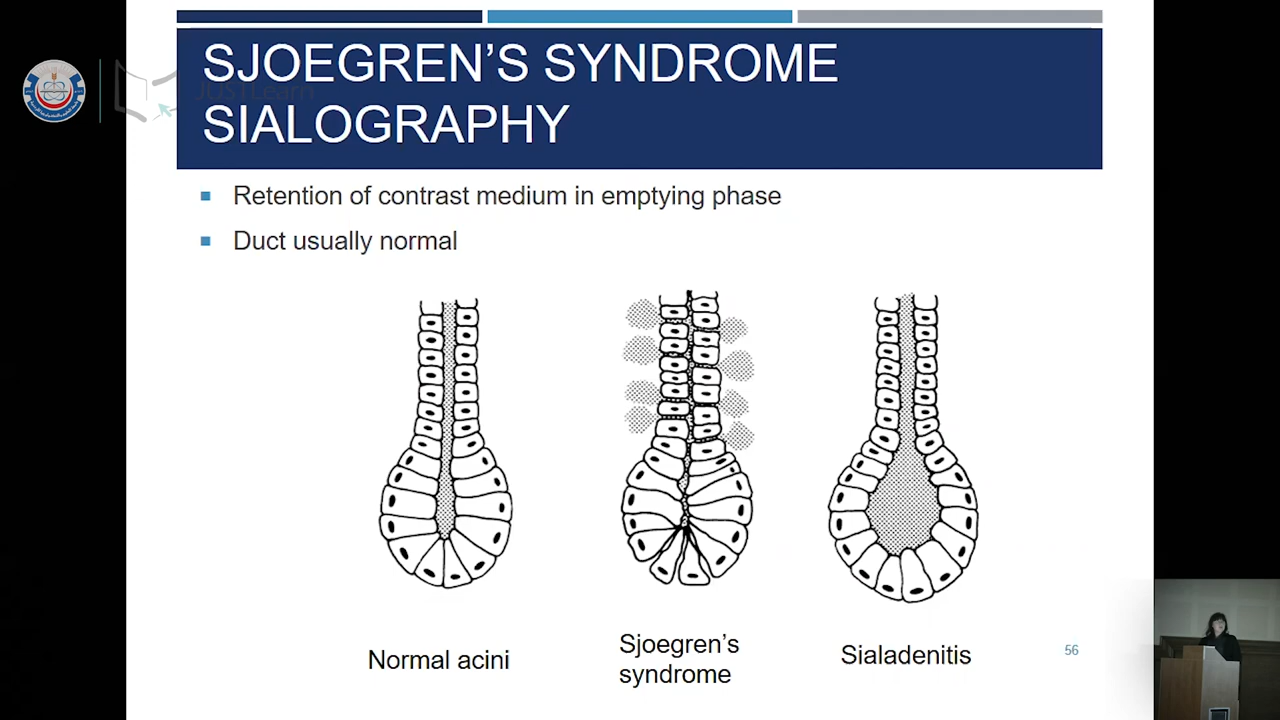 SJOEGREN'S SYNDROME
SIALOGRAPHY
JUSTLearn
Retention of contrast medium in emptying phase
Duct usually normal
Normal acini
Sjoegren's
syndrome
Sialadenitis
56